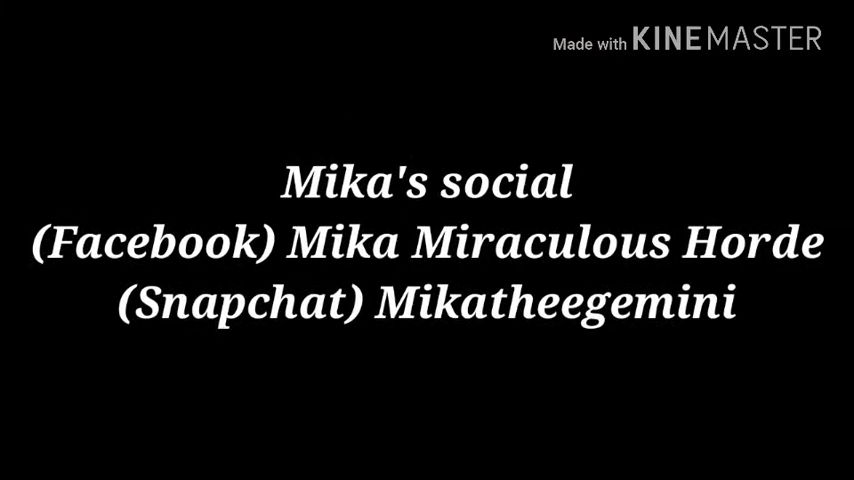 Made with KINEMASTER
Mika's social
(Facebook) Mika Miraculous Horde
(Snapchat) Mikatheegemini